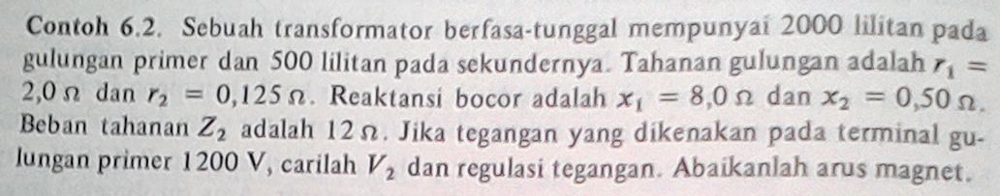 Contoh 6.2. Sebuah transformator berfasa-tunggal mempunyai 2000 lilitan pada
gulungan primer dan 500 lilitan pada sekundernya. Tahanan gulungan adalah r₁ =
2,0 Ω dan r₂ = 0,125 Ω. Reaktansi bocor adalah x₁ = 8,0 Ω dan x₂ = 0,50 Ω.
Beban tahanan Z₂ adalah 12 Ω. Jika tegangan yang dikenakan pada terminal gu-
lungan primer 1200 V, carilah V₂ dan regulasi tegangan. Abaikanlah arus magnet.